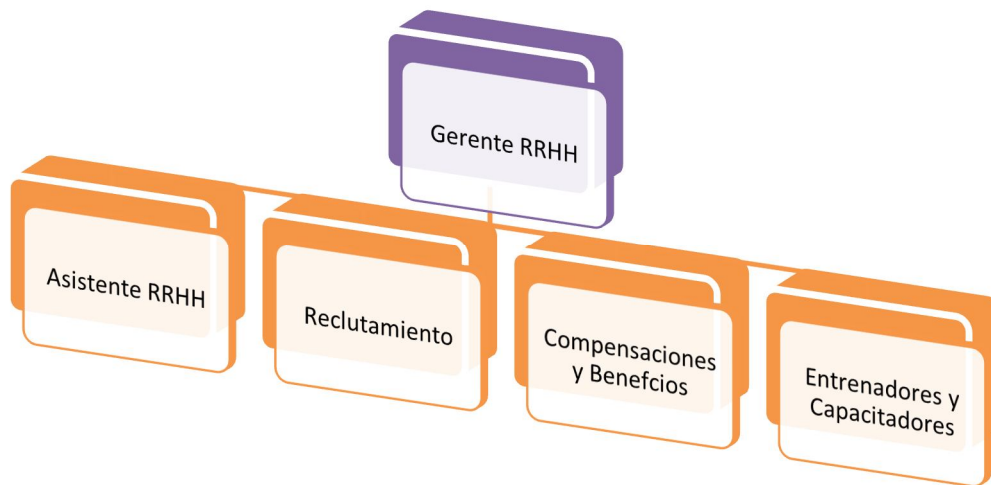 Gerente RRHH
Asistente RRHH
Reclutamiento
Compensaciones
y Benefcios
Entrenadores y
Capacitadores